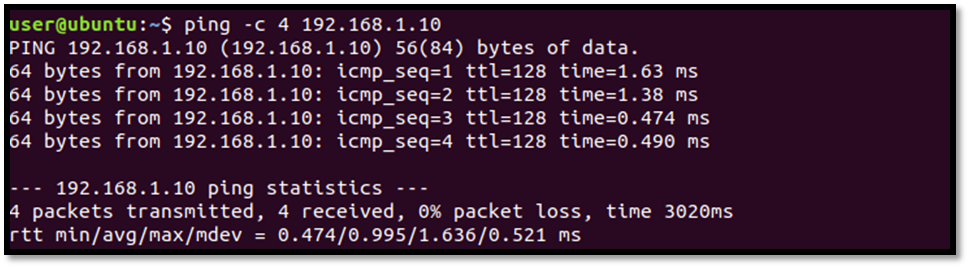 user@ubuntu:~$ ping -c 4 192.168.1.10
PING 192.168.1.10 (192.168.1.10) 56(84) bytes of data.
64 bytes from 192.168.1.10: icmp_seq=1 ttl=128 time=1.63 ms
64 bytes from 192.168.1.10: icmp_seq=2 ttl=128 time=1.38 ms
64 bytes from 192.168.1.10: icmp_seq=3 ttl=128 time=0.474 ms
64 bytes from 192.168.1.10: icmp_seq=4 ttl=128 time=0.490 ms
--- 192.168.1.10 ping statistics ---
4 packets transmitted, 4 received, 0% packet loss, time 3020ms
rtt min/avg/max/mdev = 0.474/0.995/1.636/0.521 ms